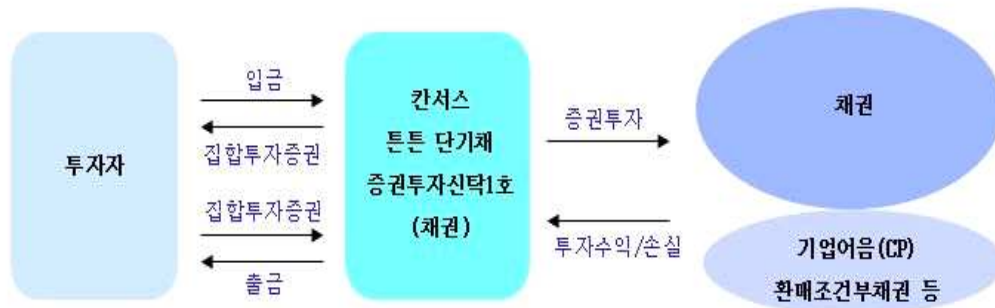 투자자
입금
집합투자증권
집합투자증권
출금
칸서스
튼튼 단기채
증권투자신탁1호
(채권)
증권투자
투자수익/손실
채권
기업어음(CP)
환매조건부채권 등